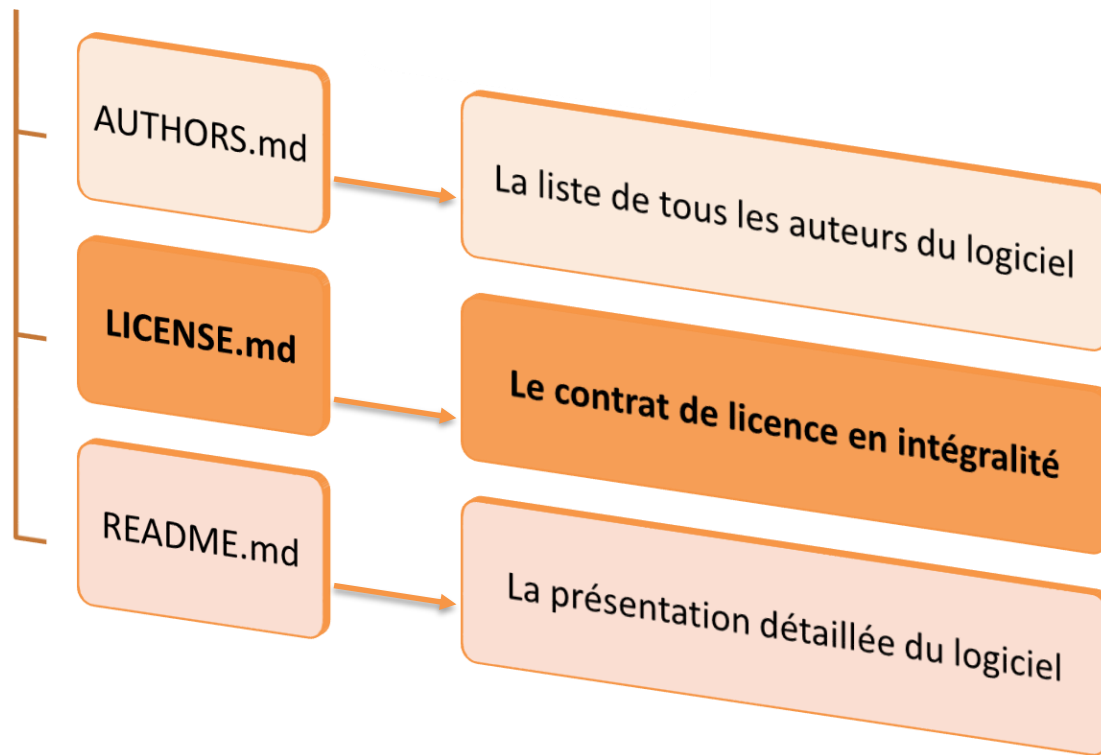 AUTHORS.md
La liste de tous les auteurs du logiciel
LICENSE.md
Le contrat de licence en intégralité
README.md
La présentation détaillée du logiciel